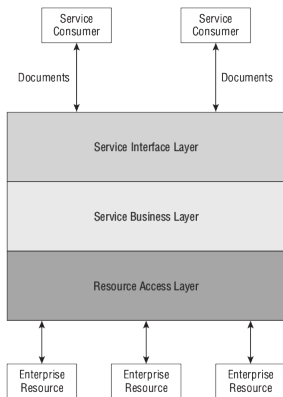 Service
Consumer
Service
Consumer
Documents
Documents
Service Interface Layer
Service Business Layer
Resource Access Layer
Enterprise
Resource
Enterprise
Resource
Enterprise
Resource